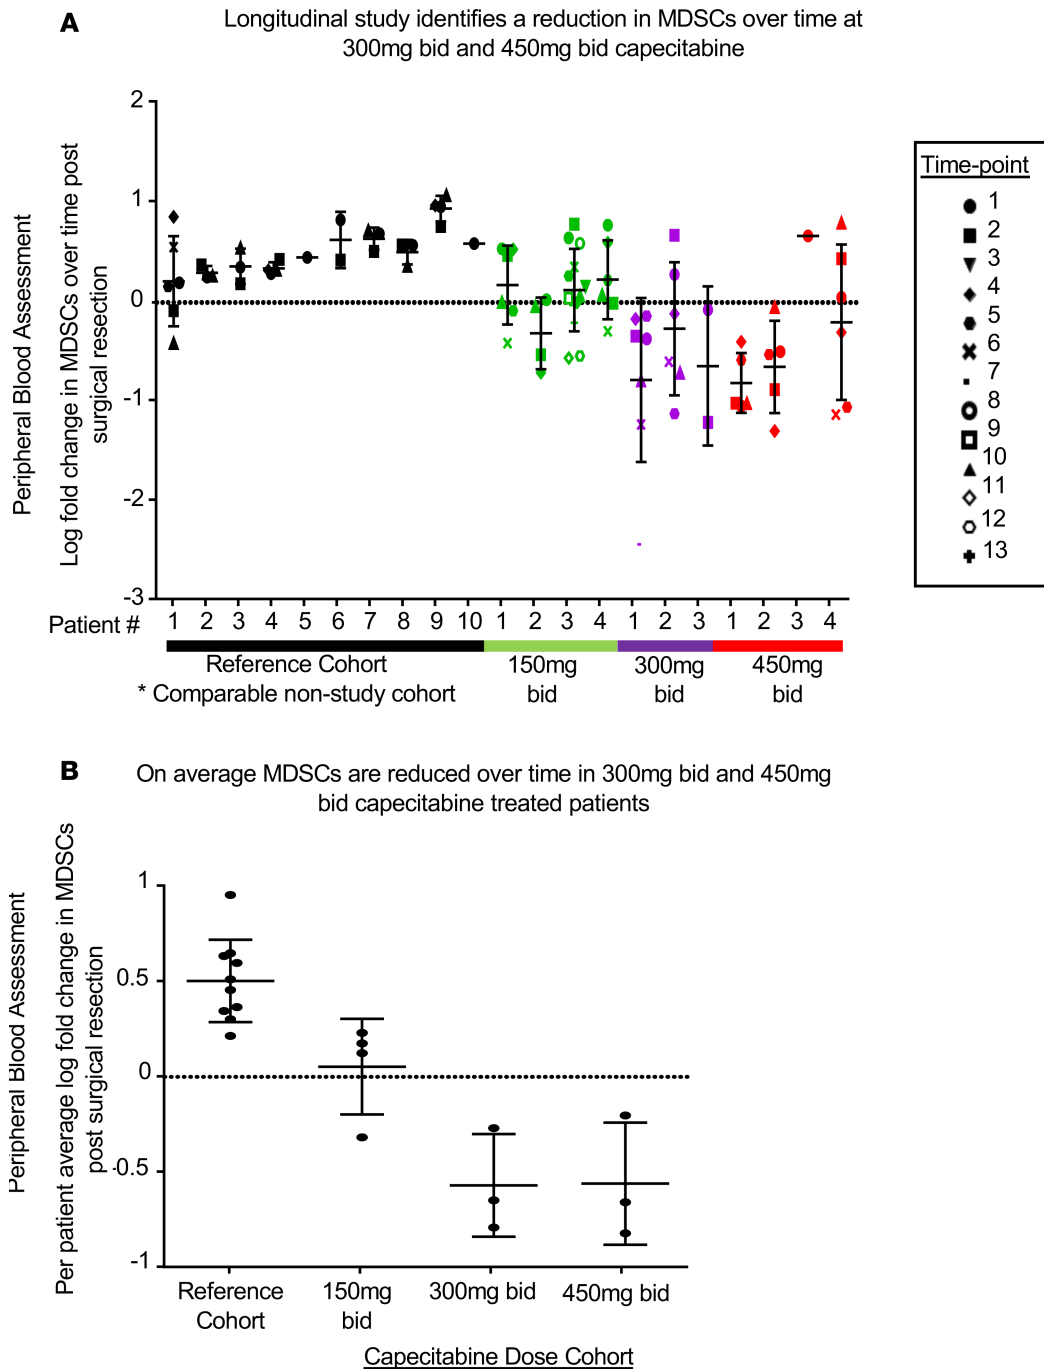 A
Longitudinal study identifies a reduction in MDSCs over time at
300mg bid and 450mg bid capecitabine
Peripheral Blood Assessment
Log fold change in MDSCs over time post
surgical resection
2
1
0
-1
-2
-3
Time-point
1
2
3
4
5
6
7
8
9
10
11
12
13
Patient # 1 2 3 4 5 6 7 8 9 10 1 2 3 4 1 2 3 1 2 3 4
Reference Cohort 150mg 300mg 450mg
* Comparable non-study cohort bid bid bid
B
On average MDSCs are reduced over time in 300mg bid and 450mg
bid capecitabine treated patients
Peripheral Blood Assessment
Per patient average log fold change in MDSCs
post surgical resection
1
0.5
0
-0.5
-1
Reference 150mg 300mg bid 450mg bid
Cohort bid
Capecitabine Dose Cohort